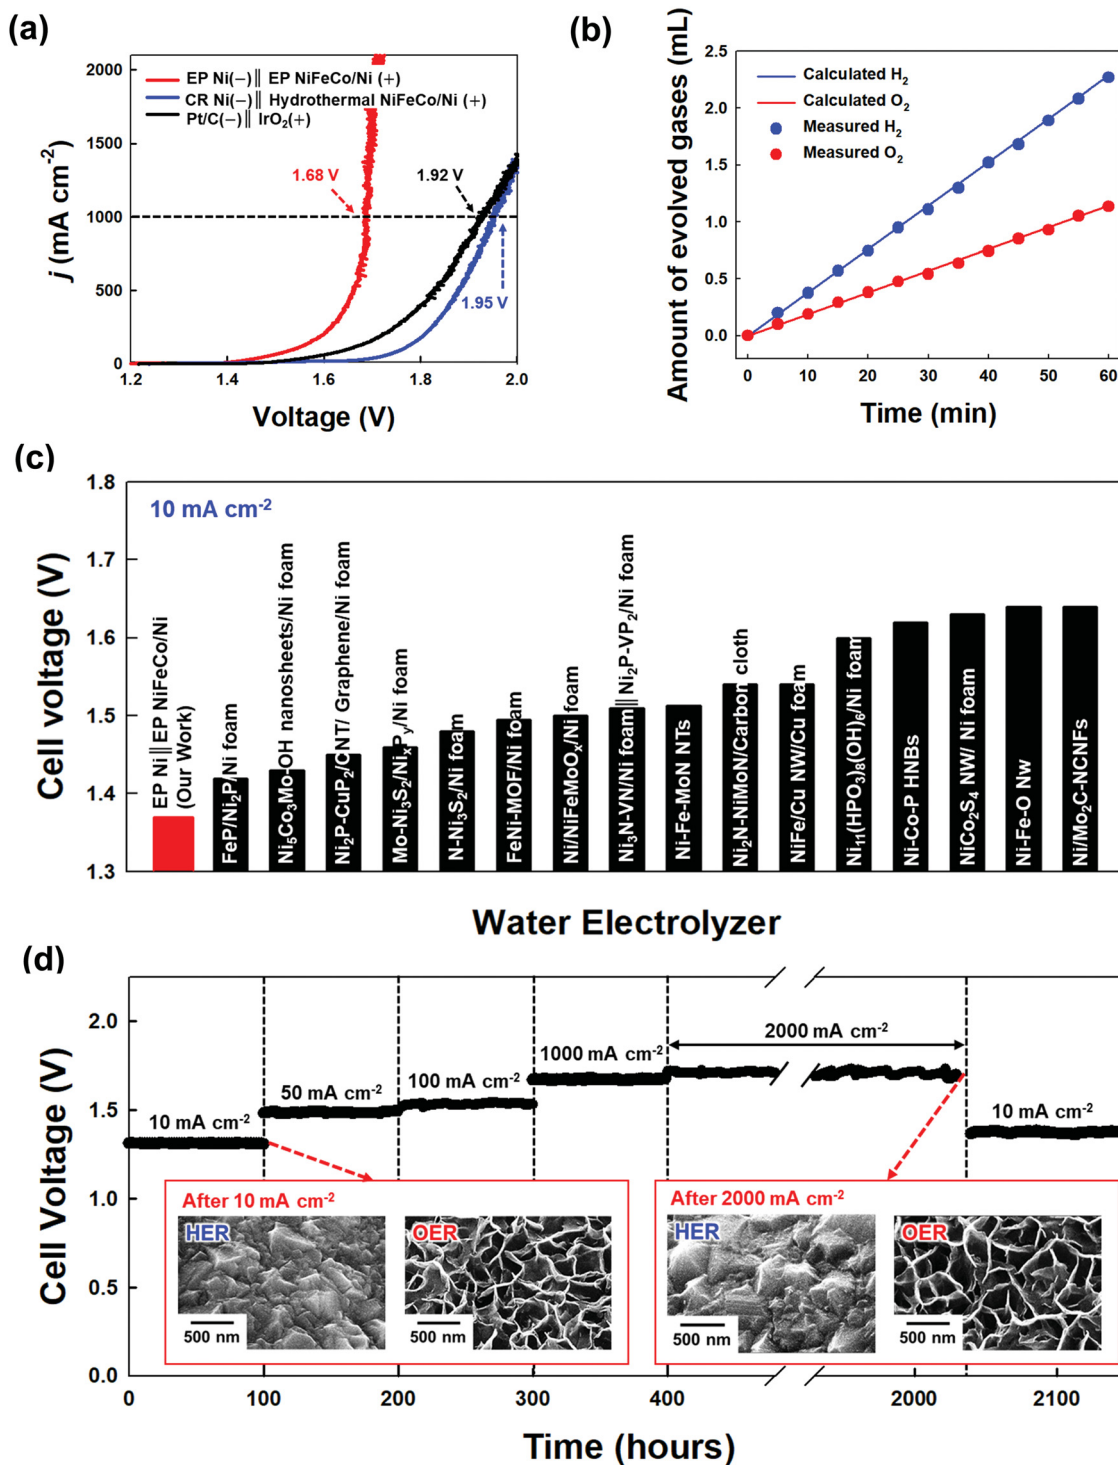 (a)
2000
1500
1000
500
0
1.2
1.4
1.6
1.8
2.0
j (mA cm⁻²)
Voltage (V)
EP Ni(−)‖ EP NiFeCo/Ni (+)
CR Ni(−)‖ Hydrothermal NiFeCo/Ni (+)
Pt/C(−)‖ IrO₂(+)
1.68 V
1.92 V
1.95 V
(b)
2.5
2.0
1.5
1.0
0.5
0.0
0
10
20
30
40
50
60
Amount of evolved gases (mL)
Time (min)
Calculated H₂
Calculated O₂
Measured H₂
Measured O₂
(c)
1.8
1.7
1.6
1.5
1.4
1.3
Cell voltage (V)
10 mA cm⁻²
EP Ni‖EP NiFeCo/Ni
(Our Work)
FeP/Ni₂P/Ni foam
Ni₅Co₃Mo-OH nanosheets/Ni foam
Ni₂P-CuP₂/CNT/ Graphene/Ni foam
Mo-Ni₃S₂/NiₓPᵧ/Ni foam
N-Ni₃S₂/Ni foam
FeNi-MOF/Ni foam
Ni/NiFeMoOₓ/Ni foam
Ni₃N-VN/Ni foam‖Ni₂P-VP₂/Ni foam
Ni-Fe-MoN NTs
Ni₂N-NiMoN/Carbon cloth
NiFe/Cu NW/Cu foam
Ni₁₁(HPO₃)₈(OH)₆/Ni foam
Ni-Co-P HNBs
NiCo₂S₄ NW/ Ni foam
Ni-Fe-O Nw
Ni/Mo₂C-NCNFs
Water Electrolyzer
(d)
2.0
1.5
1.0
0.5
0.0
Cell Voltage (V)
10 mA cm⁻²
50 mA cm⁻²
100 mA cm⁻²
1000 mA cm⁻²
2000 mA cm⁻²
10 mA cm⁻²
After 10 mA cm⁻²
HER
500 nm
OER
500 nm
After 2000 mA cm⁻²
HER
500 nm
OER
500 nm
0
100
200
300
400
2000
2100
Time (hours)